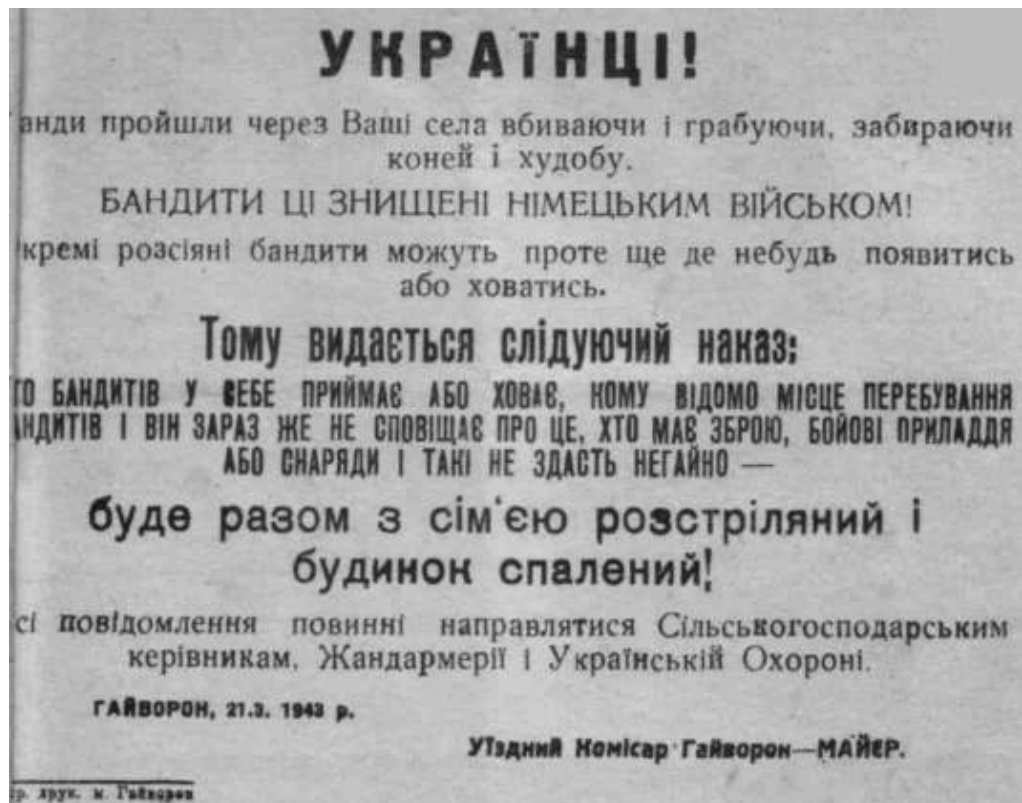 УКРАЇНЦІ!
анди пройшли через Ваші села вбиваючи і грабуючи, забираючи
коней і худобу.
БАНДИТИ ЦІ ЗНИЩЕНІ НІМЕЦЬКИМ ВІЙСЬКОМ!
кремі розсіяні бандити можуть проте ще де небудь появитись
або ховатись.
Тому видається слідуючий наказ:
ТО БАНДИТІВ У СЕБЕ ПРИЙМАЄ АБО ХОВАЄ, КОМУ ВІДОМО МІСЦЕ ПЕРЕБУВАННЯ
АНДИТІВ І ВІН ЗАРАЗ ЖЕ НЕ СПОВІЩАЄ ПРО ЦЕ, ХТО МАЄ ЗБРОЮ, БОЙОВІ ПРИЛАДДЯ
АБО СНАРЯДИ І ТАКІ НЕ ЗДАСТЬ НЕГАЙНО —
буде разом з сім'єю розстріляний і
будинок спалений!
сі повідомлення повинні направлятися Сільськогосподарським
керівникам, Жандармерії і Українській Охороні.
ГАЙВОРОН, 21.3. 1943 р.
Уїздний Комісар Гайворон—МАЙЄР.
р. друк. м. Гайворон